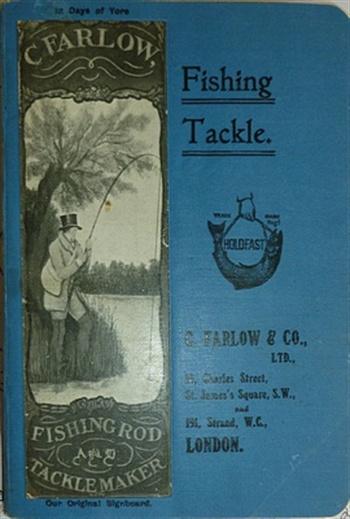 in Days of Yore
C. FARLOW,
FISHING ROD
AND
TACKLE MAKER
Our Original Signboard.
Fishing
Tackle.
TRADE MARK
HOLDFAST
C. FARLOW & CO.,
LTD.,
Charles Street,
St. James's Square, S.W.,
and
191, Strand, W.C.,
LONDON.